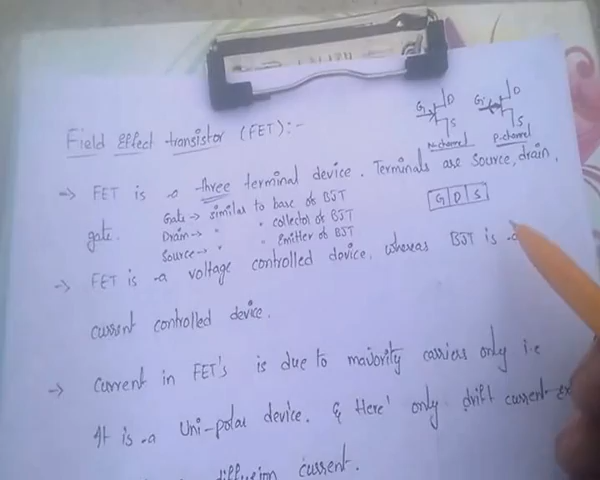 G D S
G D S
N-channel
P-channel
Field Effect transistor (FET):-
→ FET is a three terminal device. Terminals are Source, drain,
gate.
Gate → similar to base of BJT
Drain → " " collector of BJT
Source → " " Emitter of BJT
G D S
→ FET is a voltage controlled device, whereas BJT is a
current controlled device.
→ Current in FET's is due to majority carriers only i.e
It is a Uni-polar device. & Here' only drift current
diffusion current.